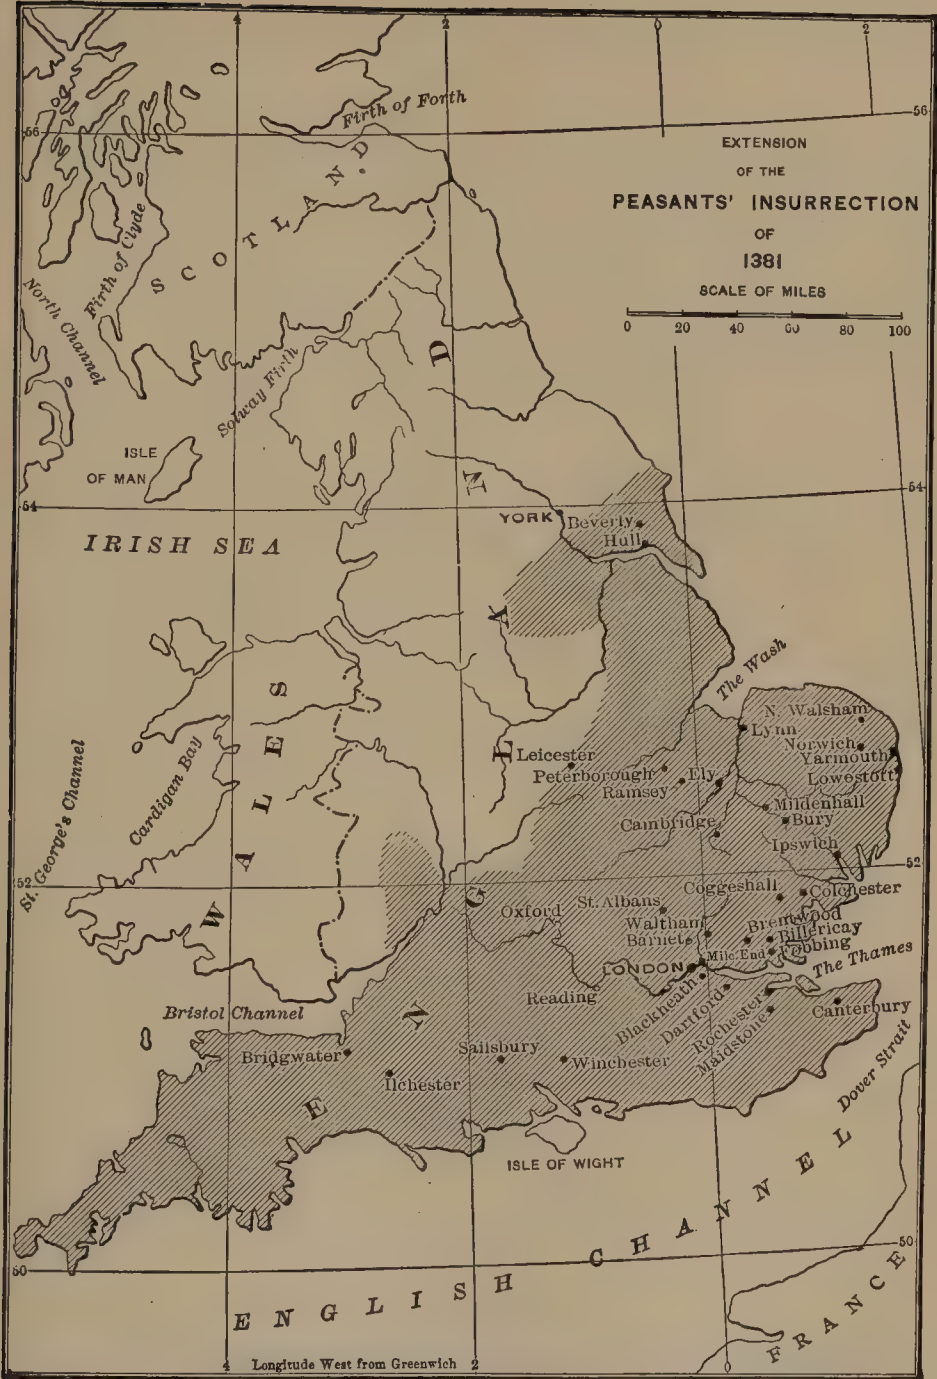 4
2
0
2
Firth of Forth
56
56
EXTENSION
OF THE
PEASANTS' INSURRECTION
OF
1381
SCALE OF MILES
0 20 40 60 80 100
SCOTLAND
Firth of Clyde
North Channel
Solway Firth
ISLE
OF MAN
54
54
IRISH SEA
YORK
Beverly
Hull
ENGLAND
The Wash
N. Walsham
Lynn
Norwich
Yarmouth
Lowestoft
Leicester
Peterborough
Ramsey
Ely
Mildenhall
Bury
Cambridge
Ipswich
WALES
Cardigan Bay
St. George's Channel
52
52
Coggeshall
Colchester
St. Albans
Oxford
Waltham
Barnet
Brentwood
Billericay
Fobbing
Mile End
LONDON
The Thames
Reading
Blackheath
Dartford
Rochester
Maidstone
Canterbury
Bristol Channel
Bridgwater
Ilchester
Sailsbury
Winchester
Dover Strait
ISLE OF WIGHT
ENGLISH CHANNEL
50
50
FRANCE
4
Longitude West from Greenwich
2
0